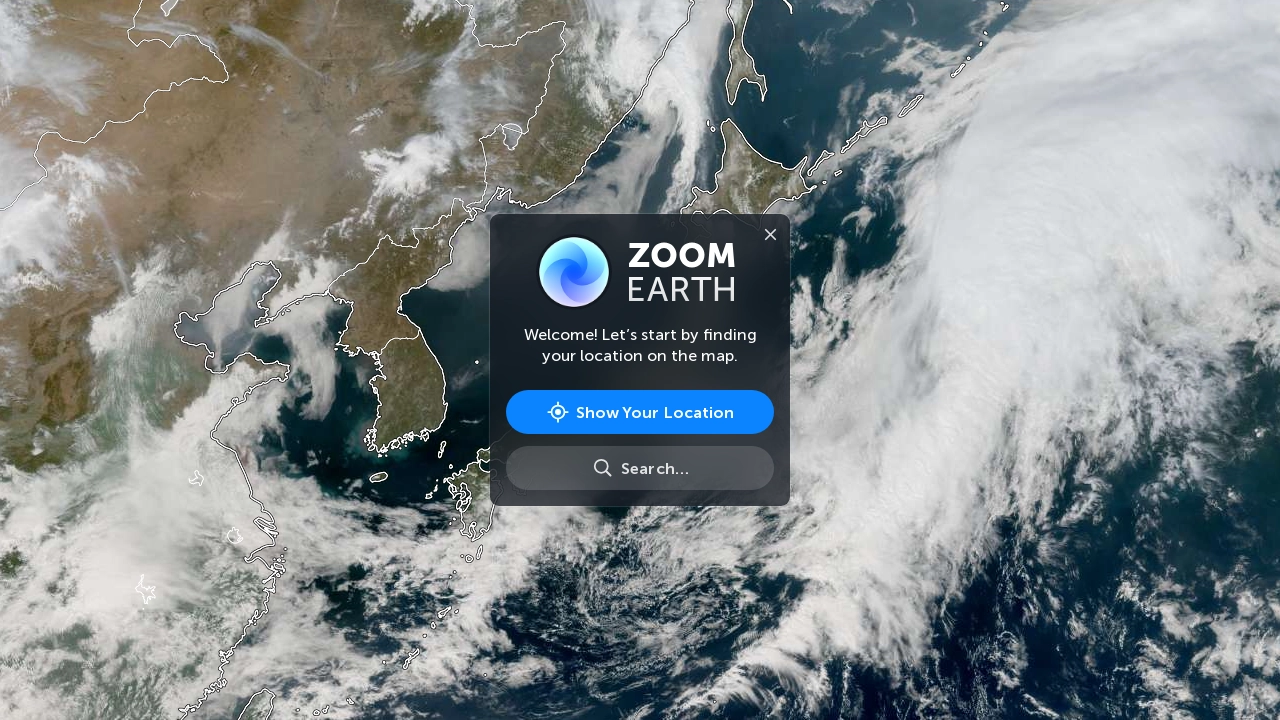 ZOOM
EARTH
Welcome! Let’s start by finding
your location on the map.
Show Your Location
Search...